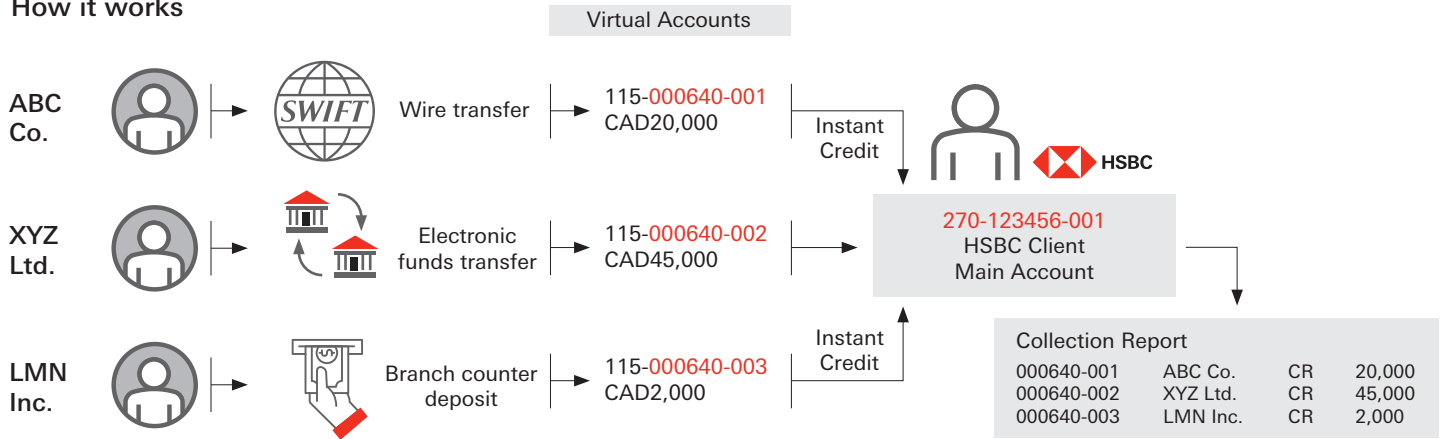 How it works
Virtual Accounts
ABC
Co.
SWIFT
Wire transfer
115-000640-001
CAD20,000
Instant
Credit
HSBC
XYZ
Ltd.
Electronic
funds transfer
115-000640-002
CAD45,000
270-123456-001
HSBC Client
Main Account
LMN
Inc.
$
Branch counter
deposit
115-000640-003
CAD2,000
Instant
Credit
Collection Report
000640-001 ABC Co. CR 20,000
000640-002 XYZ Ltd. CR 45,000
000640-003 LMN Inc. CR 2,000